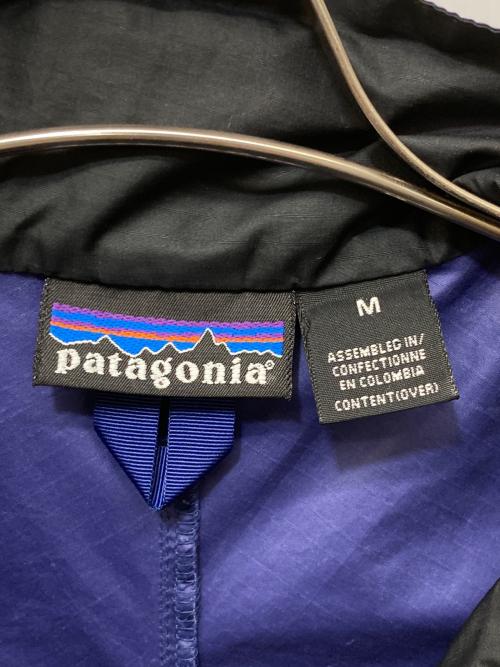 patagonia®
M
ASSEMBLED IN/
CONFECTIONNE
EN COLOMBIA
CONTENT(OVER)